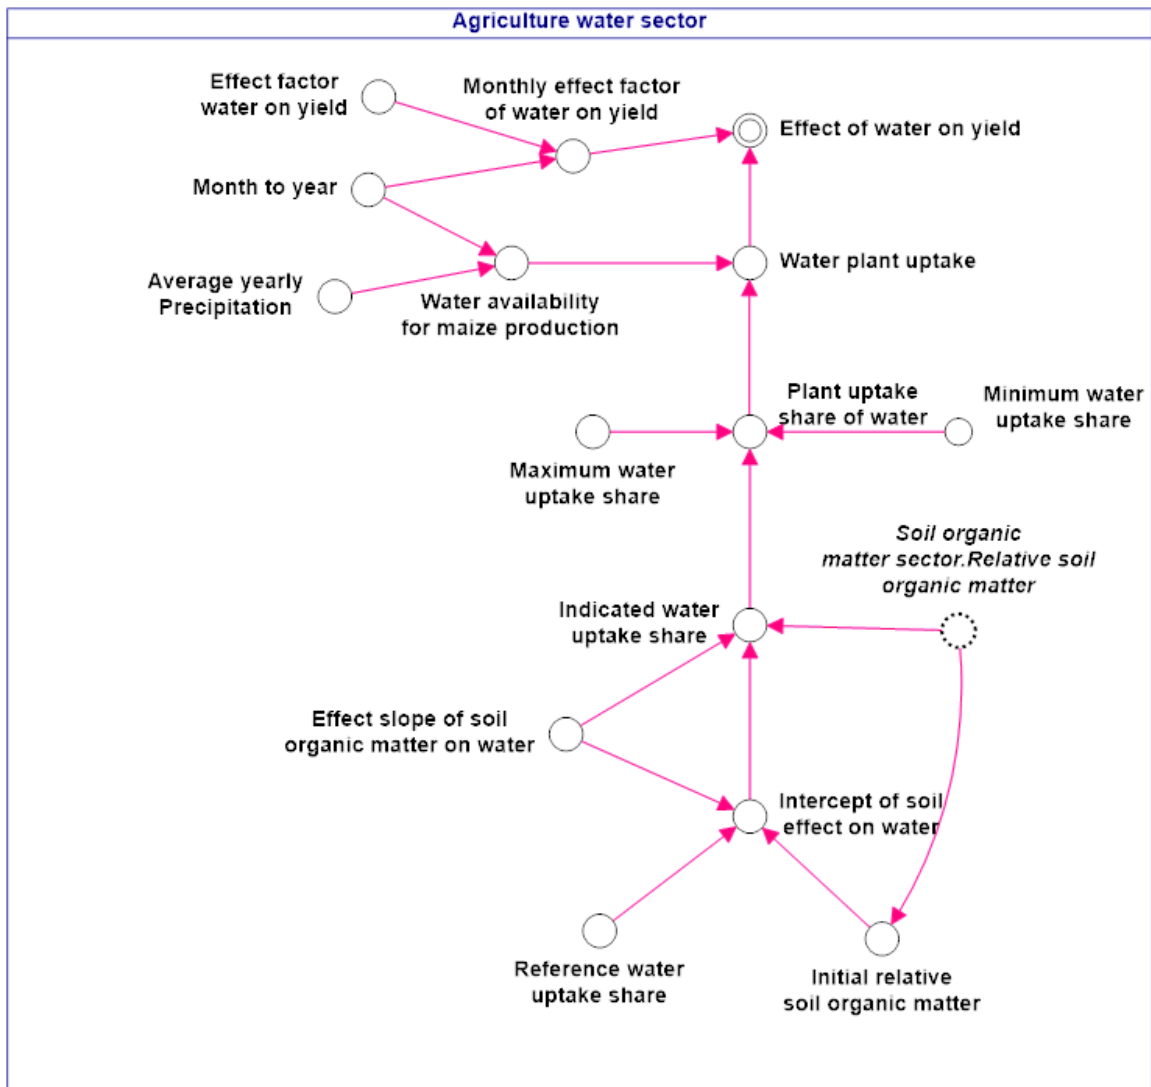 Agriculture water sector
Effect factor
water on yield
Monthly effect factor
of water on yield
Effect of water on yield
Month to year
Average yearly
Precipitation
Water availability
for maize production
Water plant uptake
Plant uptake
share of water
Minimum water
uptake share
Maximum water
uptake share
Soil organic
matter sector.Relative soil
organic matter
Indicated water
uptake share
Effect slope of soil
organic matter on water
Intercept of soil
effect on water
Reference water
uptake share
Initial relative
soil organic matter